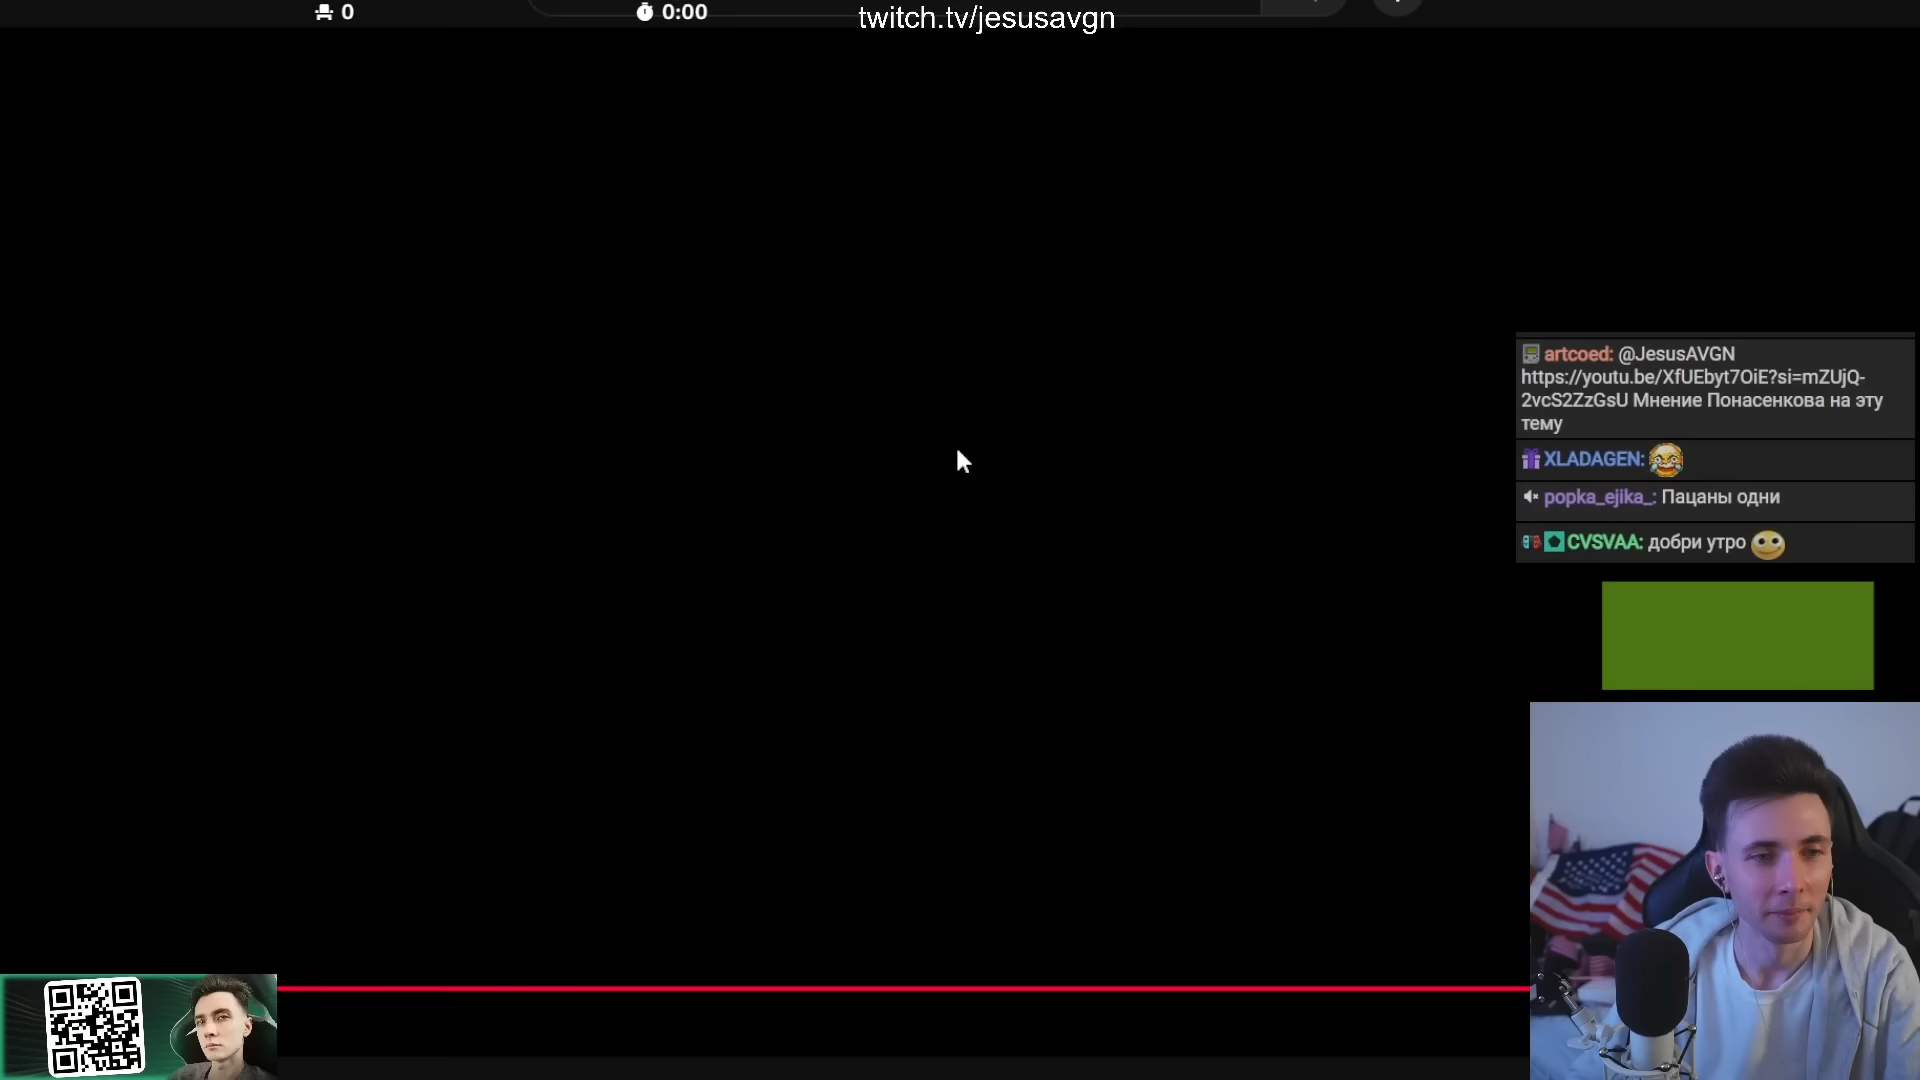 0
0:00
twitch.tv/jesusavgn
artcoed: @JesusAVGN
https://youtu.be/XfUEbyt7OiE?si=mZUjQ-
2vcS2ZzGsU Мнение Понасенкова на эту
тему
XLADAGEN:
popka_ejika_: Пацаны одни
CVSVAA: добри утро